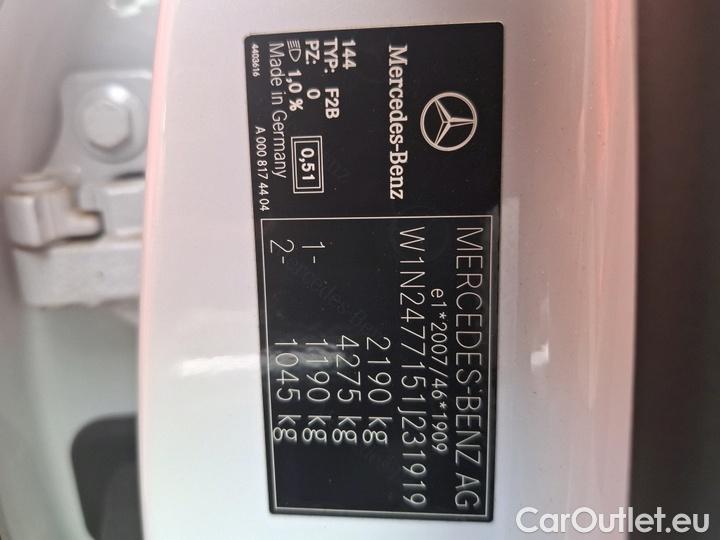 Mercedes-Benz
144
TYP: F2B
PZ: 0
1,0 %
0,51
Made in Germany
4403616
A 000 817 44 04
MERCEDES-BENZ AG
e1*2007/46*1909
W1N2477151J231919
2190 kg
4275 kg
1- 1190 kg
2- 1045 kg
CarOutlet.eu